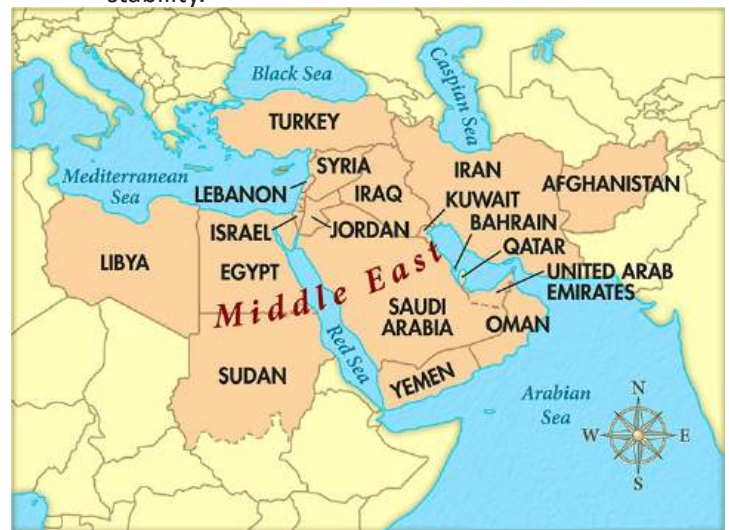 stability.
Black Sea
Caspian Sea
TURKEY
Mediterranean
Sea
SYRIA
LEBANON
IRAQ
IRAN
AFGHANISTAN
KUWAIT
BAHRAIN
QATAR
ISRAEL
JORDAN
UNITED ARAB
EMIRATES
LIBYA
EGYPT
Middle East
SAUDI
ARABIA
OMAN
Red Sea
SUDAN
YEMEN
Arabian
Sea
N
W
E
S